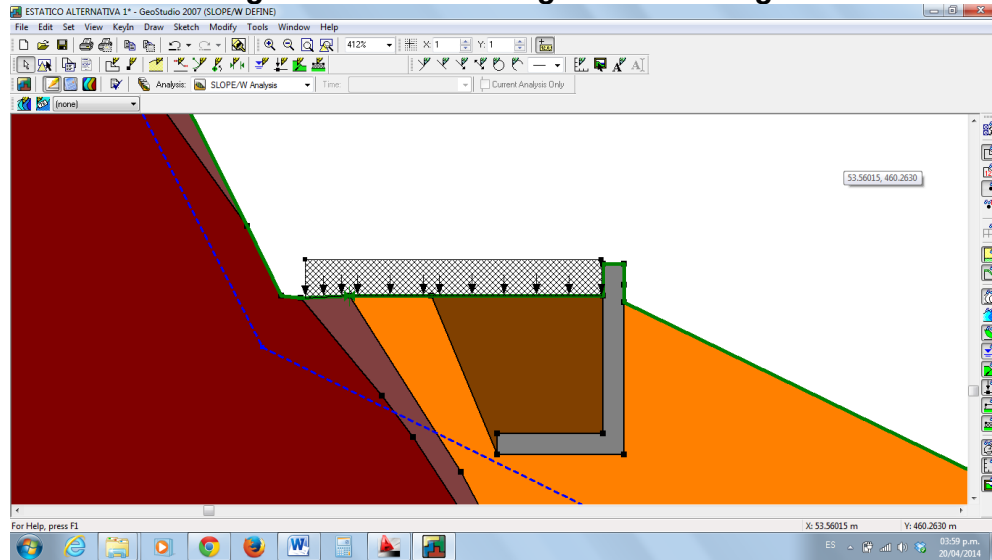 ESTATICO ALTERNATIVA 1* - GeoStudio 2007 (SLOPE/W DEFINE)
File Edit Set View KeyIn Draw Sketch Modify Tools Window Help
412% X: 1 Y: 1
Analysis: SLOPE/W Analysis Time: Current Analysis Only
(none)
53.56015, 460.2630
For Help, press F1 X: 53.56015 m Y: 460.2630 m
ES 03:59 p.m.
20/04/2014